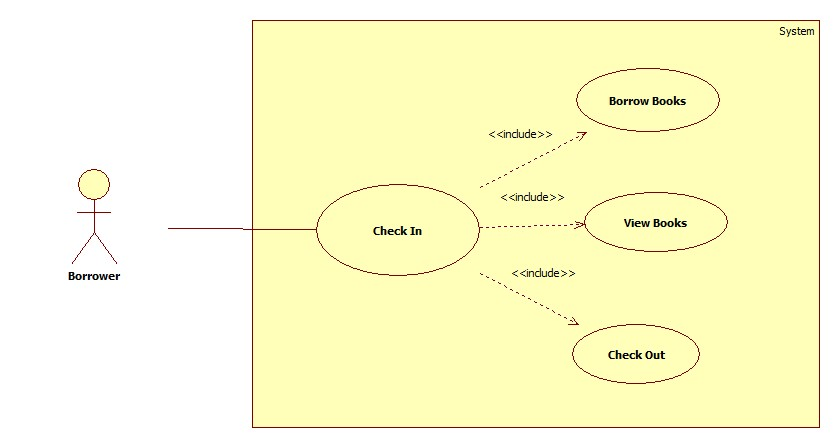 System
Borrow Books
<<include>>
<<include>>
View Books
Check In
<<include>>
Borrower
Check Out